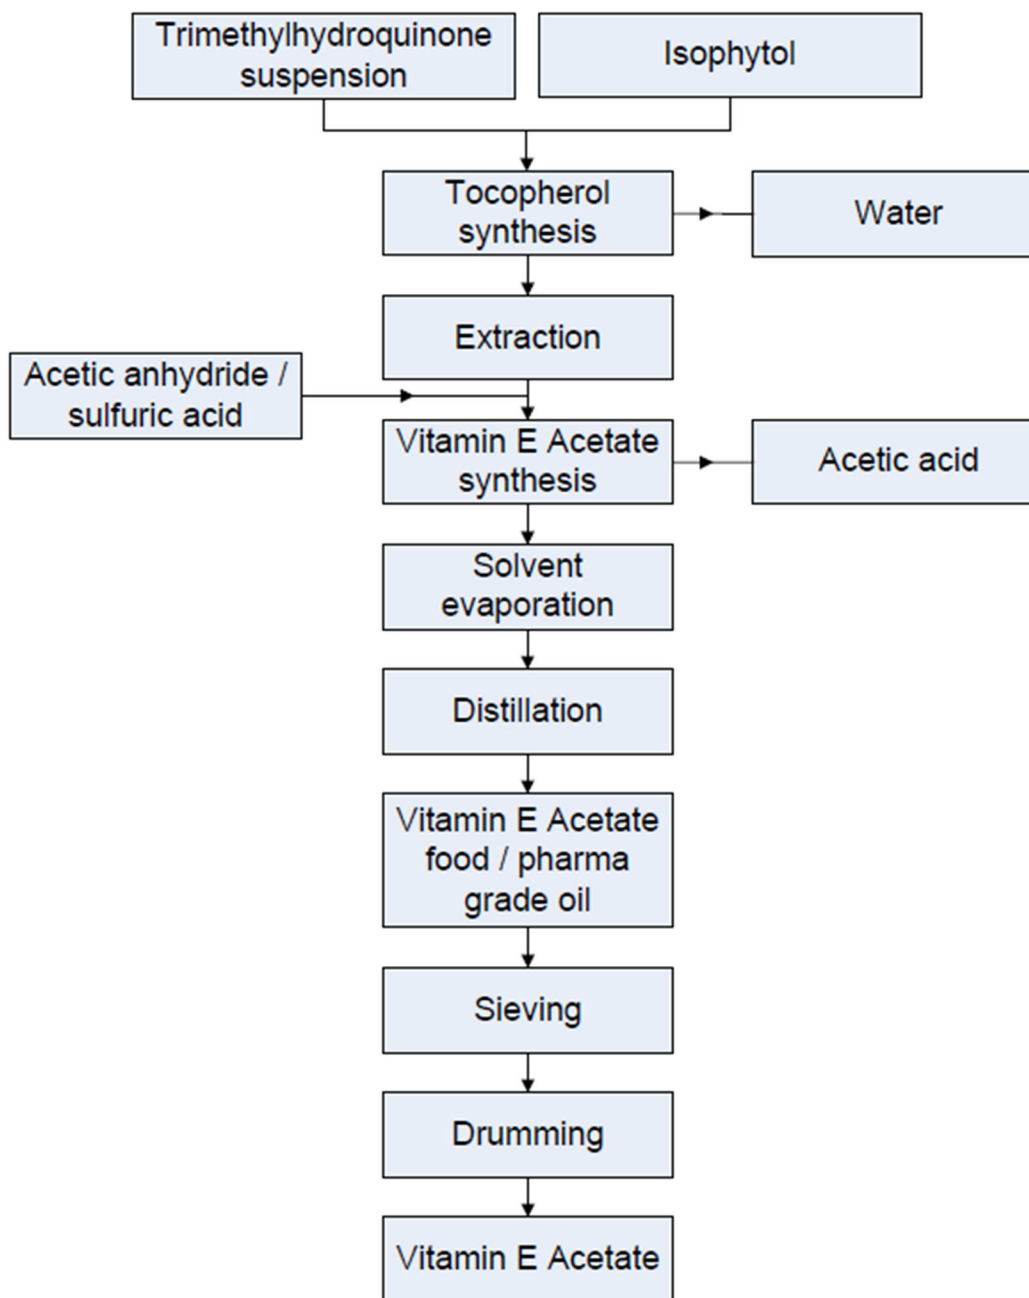 Trimethylhydroquinone
suspension
Isophytol
Tocopherol
synthesis
Water
Extraction
Acetic anhydride /
sulfuric acid
Vitamin E Acetate
synthesis
Acetic acid
Solvent
evaporation
Distillation
Vitamin E Acetate
food / pharma
grade oil
Sieving
Drumming
Vitamin E Acetate